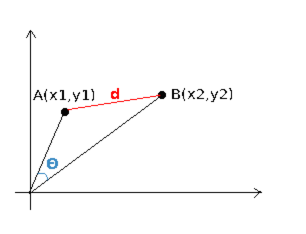 A(x1,y1)
d
B(x2,y2)
Θ